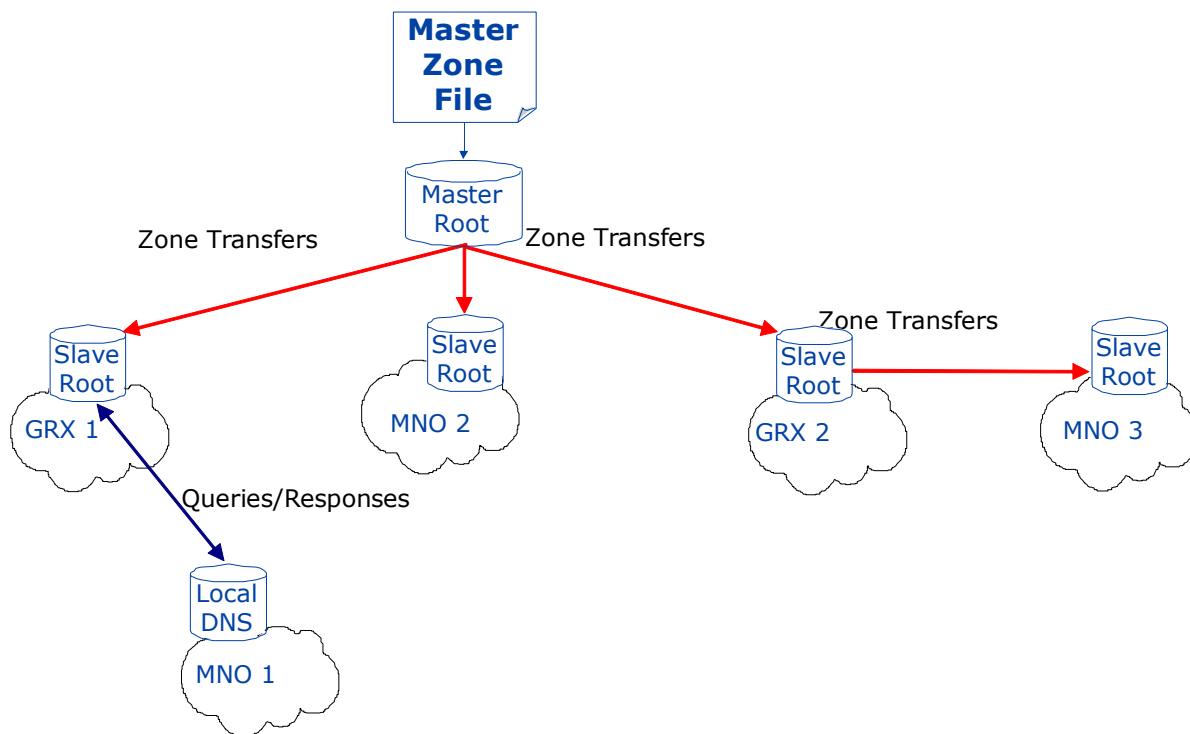 Master
Zone
File
Master
Root
Zone Transfers
Zone Transfers
Slave
Root
GRX 1
Slave
Root
MNO 2
Zone Transfers
Slave
Root
GRX 2
Slave
Root
MNO 3
Queries/Responses
Local
DNS
MNO 1